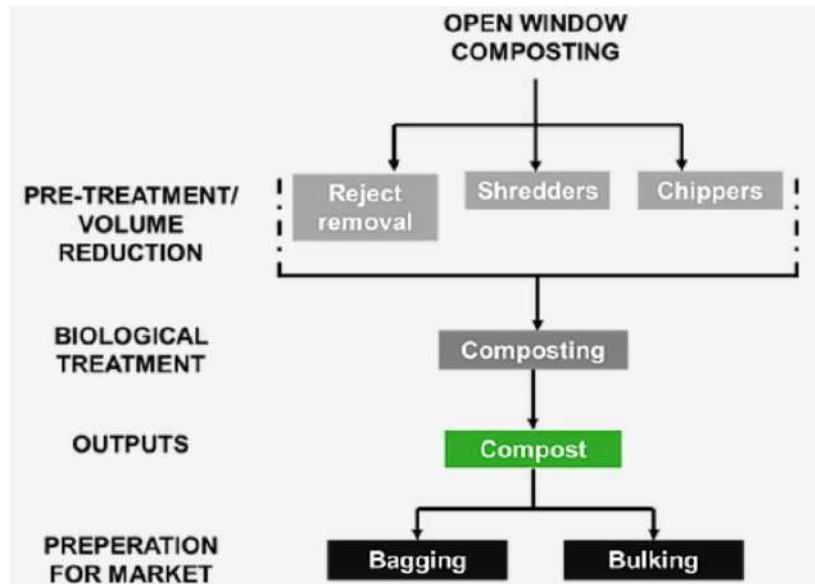 OPEN WINDOW
COMPOSTING
PRE-TREATMENT/
VOLUME
REDUCTION
Reject
removal
Shredders
Chippers
BIOLOGICAL
TREATMENT
Composting
OUTPUTS
Compost
PREPERATION
FOR MARKET
Bagging
Bulking